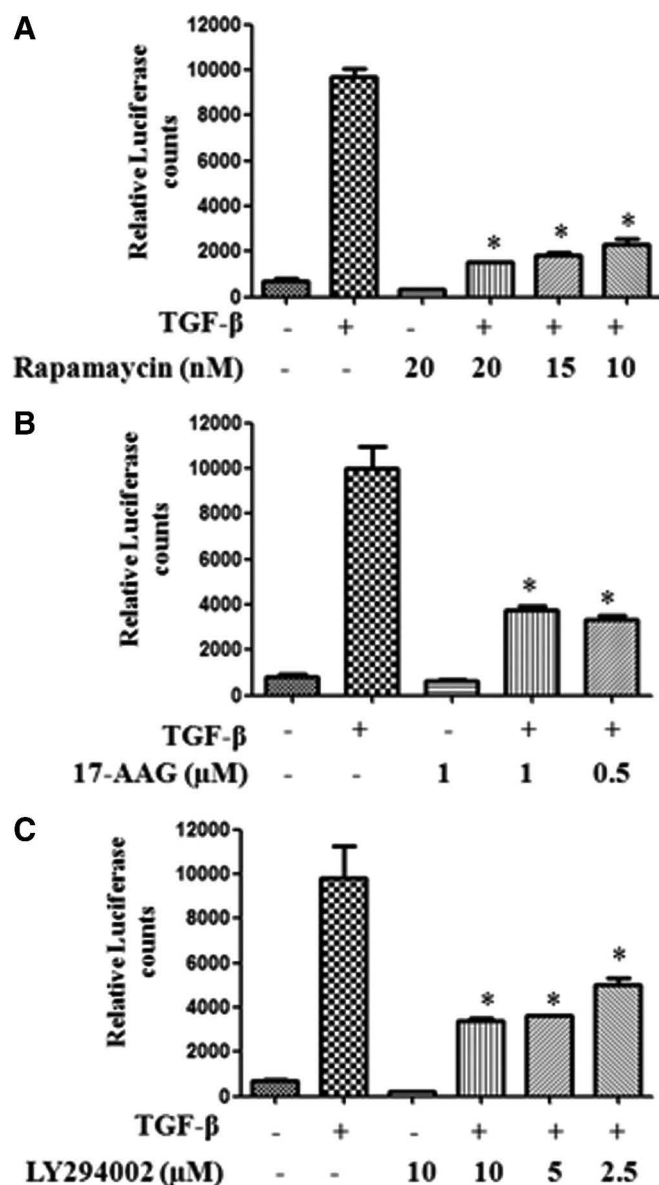 A
Relative Luciferase
counts
12000
10000
8000
6000
4000
2000
0
* * *
TGF-β - + - + + +
Rapamaycin (nM) - - 20 20 15 10
B
Relative Luciferase
counts
12000
10000
8000
6000
4000
2000
0
* *
TGF-β - + - + +
17-AAG (μM) - - 1 1 0.5
C
Relative Luciferase
counts
12000
10000
8000
6000
4000
2000
0
* * *
TGF-β - + - + + +
LY294002 (μM) - - 10 10 5 2.5